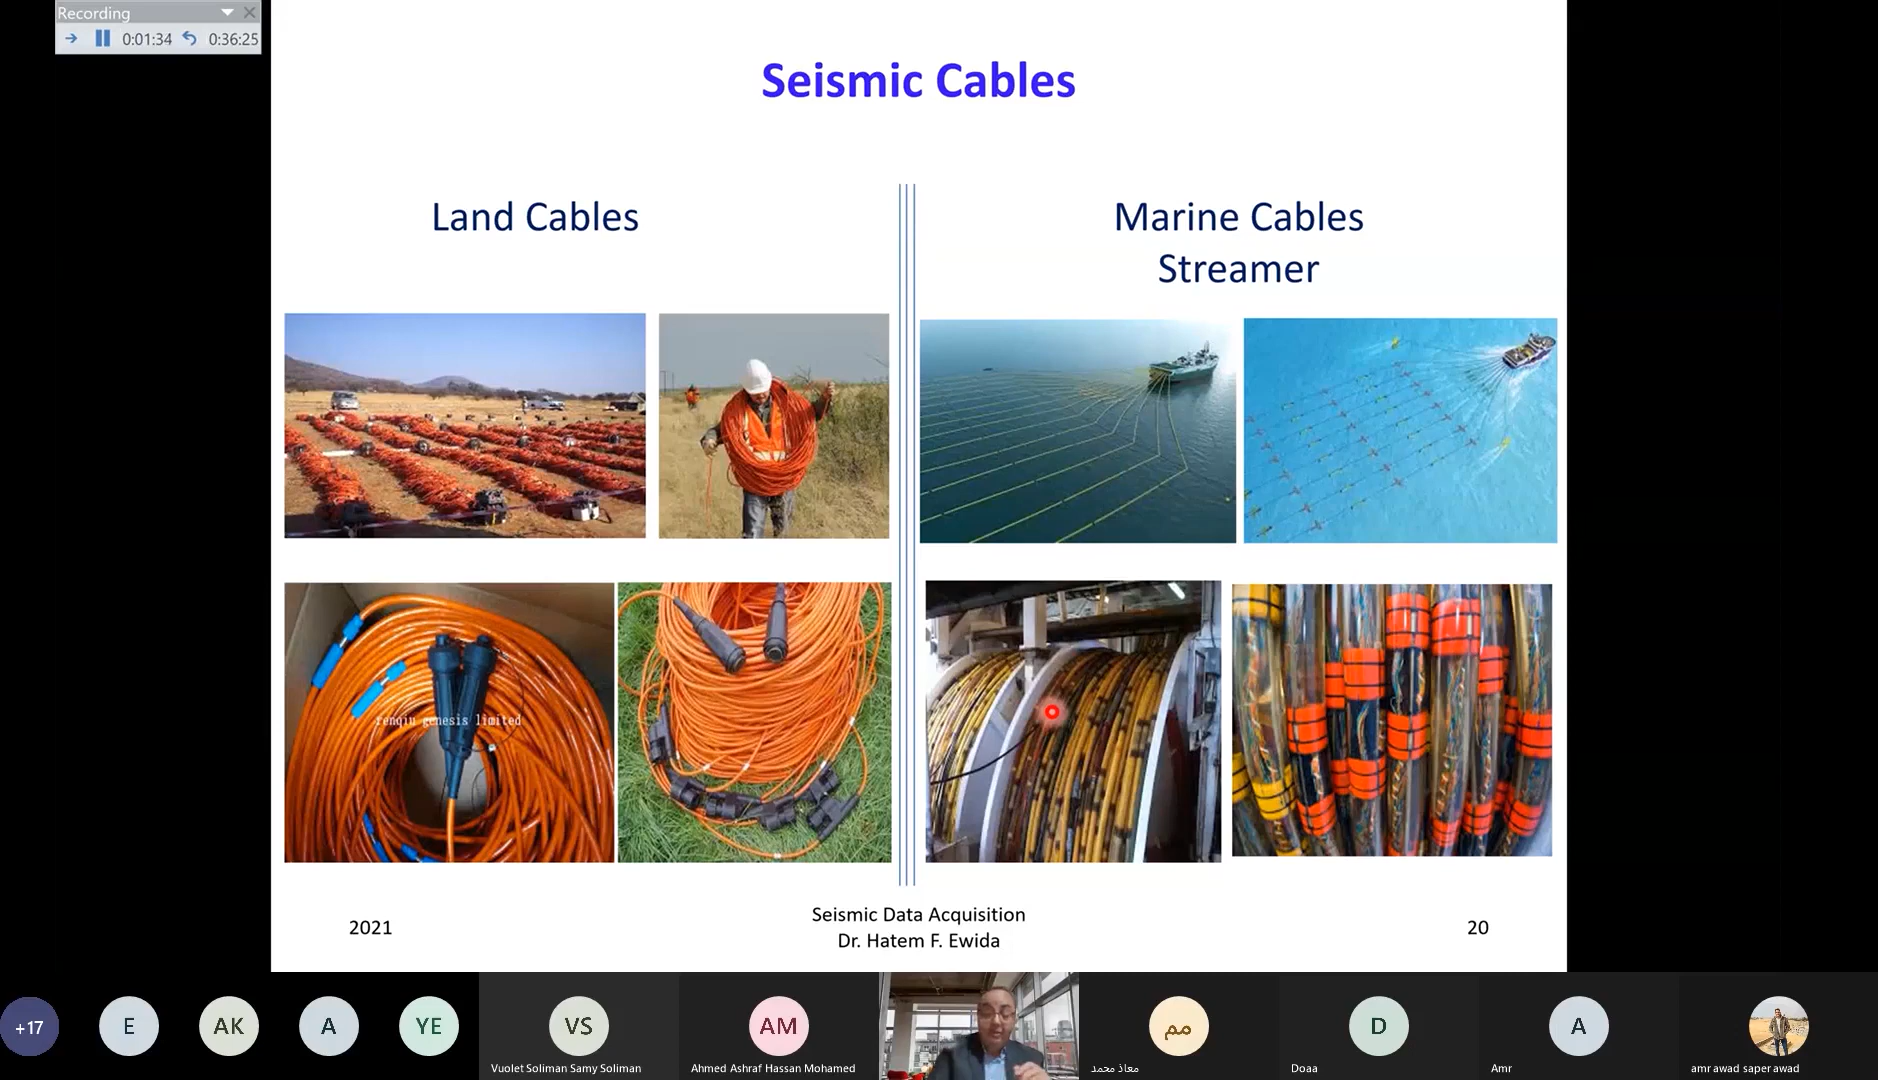 Recording
0:01:34
0:36:25
Seismic Cables
Land Cables
Marine Cables
Streamer
renqiu genesis limited
2021
Seismic Data Acquisition
Dr. Hatem F. Ewida
20
+17
E
AK
A
YE
VS
Vuolet Soliman Samy Soliman
AM
Ahmed Ashraf Hassan Mohamed
مم
معاذ محمد
D
Doaa
A
Amr
amr awad saper awad